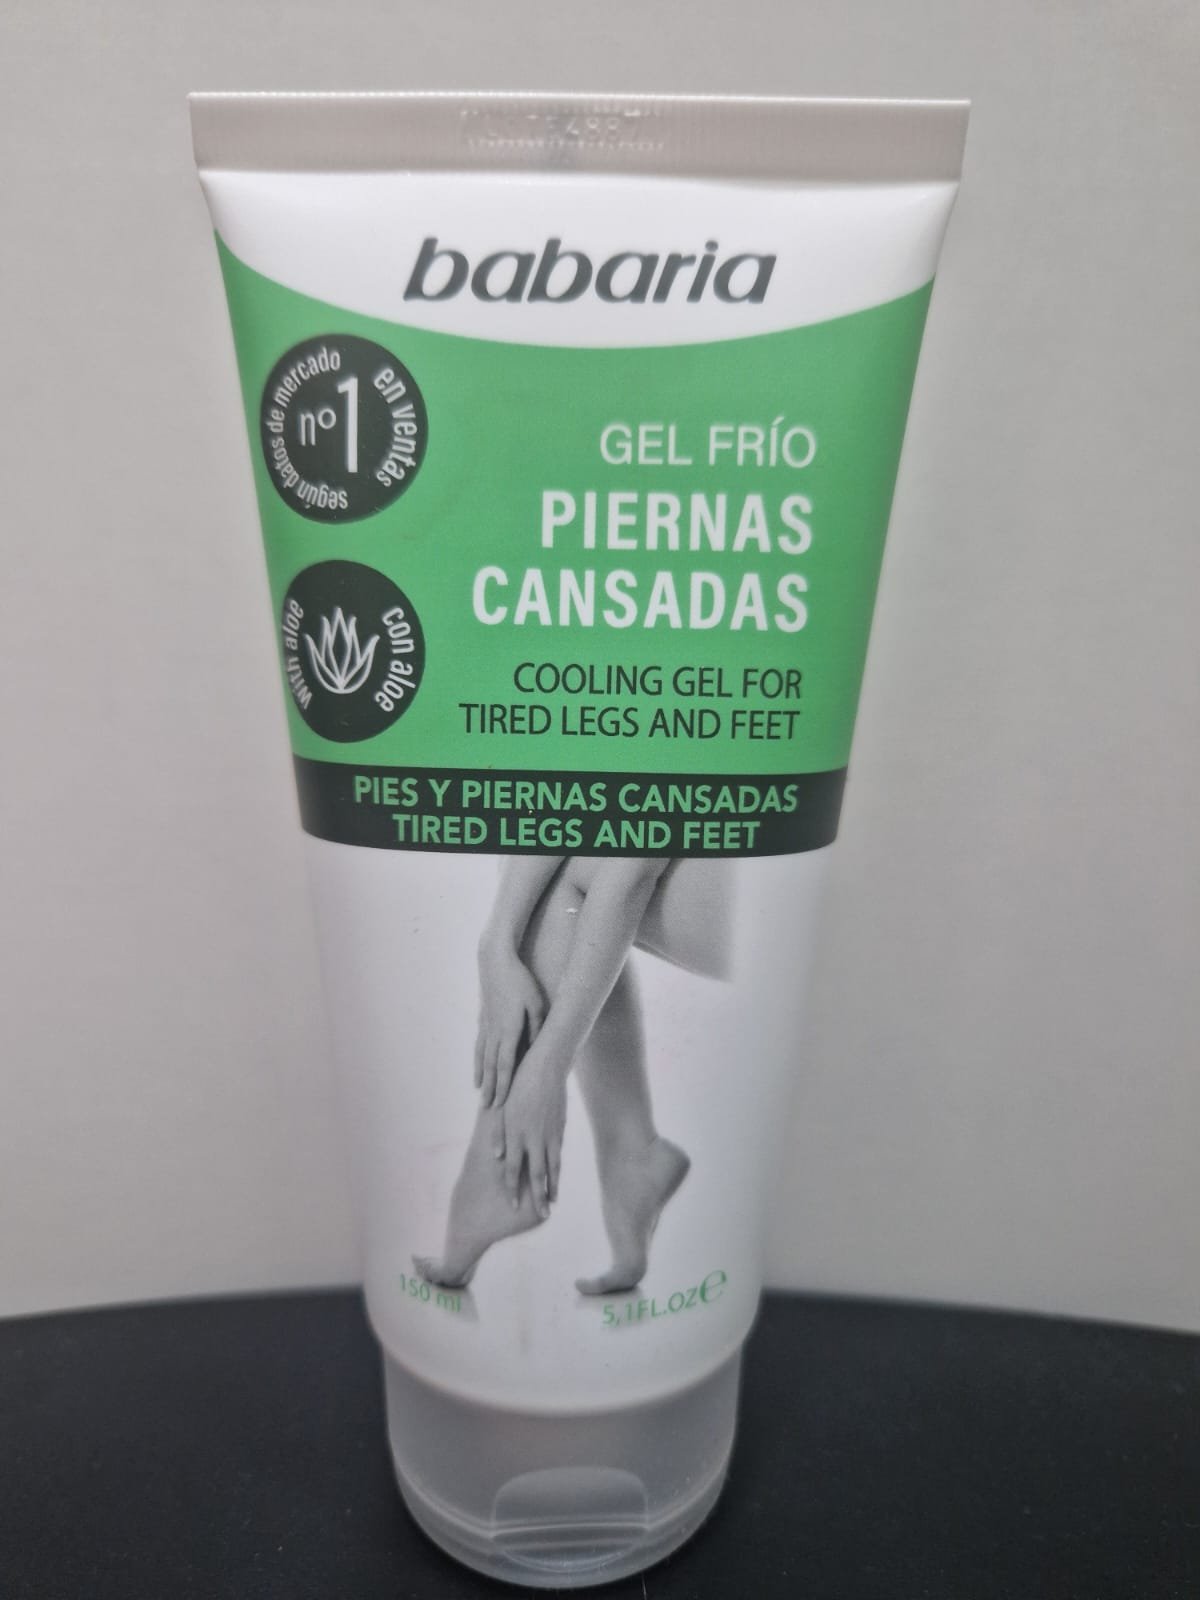 babaria
nº1
en ventas
según datos de mercado
GEL FRÍO
PIERNAS
CANSADAS
with aloe
con aloe
COOLING GEL FOR
TIRED LEGS AND FEET
PIES Y PIERNAS CANSADAS
TIRED LEGS AND FEET
150 ml
5,1FL.OZ e